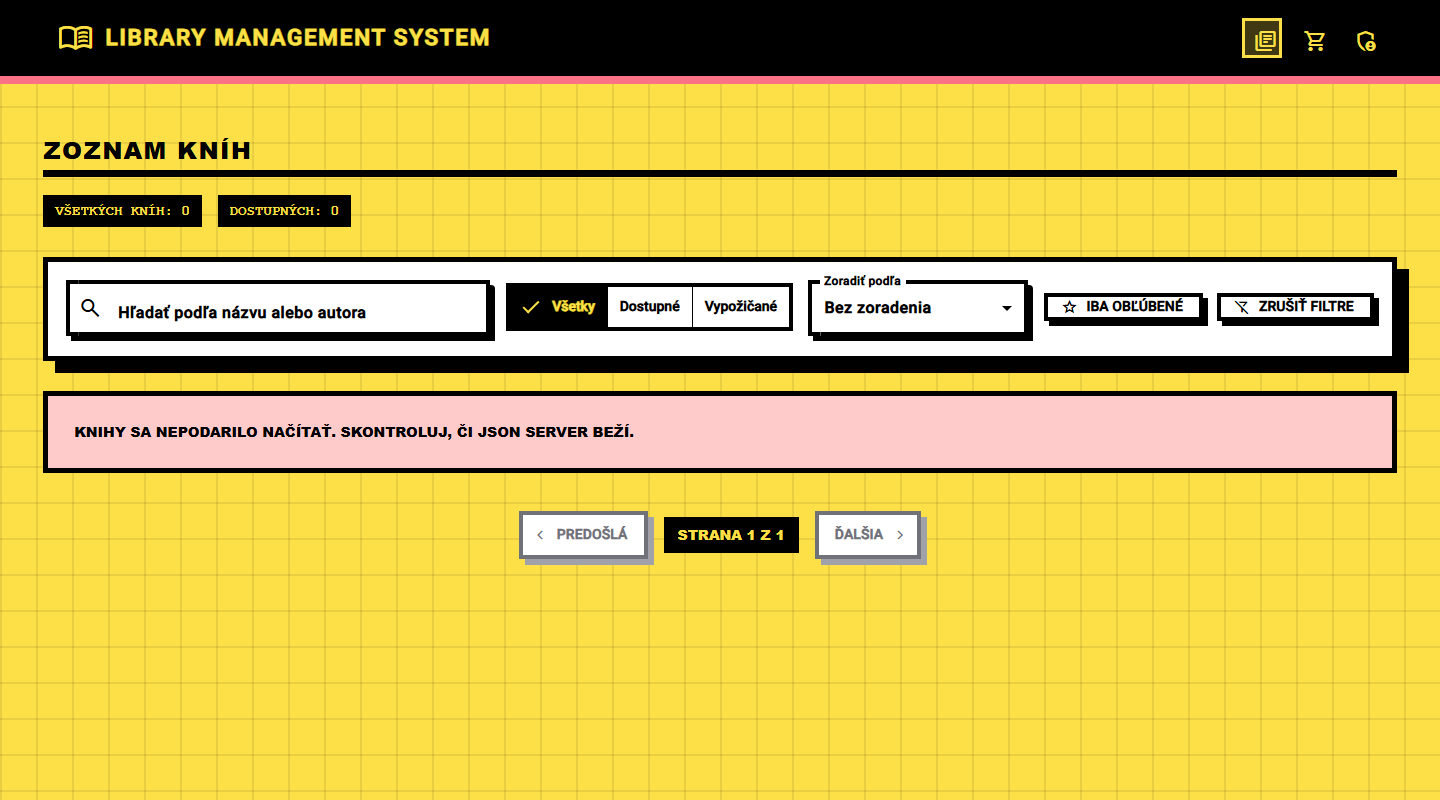 LIBRARY MANAGEMENT SYSTEM
ZOZNAM KNÍH
VŠETKÝCH KNÍH: 0
DOSTUPNÝCH: 0
Hľadať podľa názvu alebo autora
Všetky
Dostupné
Vypožičané
Zoradiť podľa
Bez zoradenia
IBA OBĽÚBENÉ
ZRUŠIŤ FILTRE
KNIHY SA NEPODARILO NAČÍTAŤ. SKONTROLUJ, ČI JSON SERVER BEŽÍ.
PREDOŠLÁ
STRANA 1 Z 1
ĎALŠIA